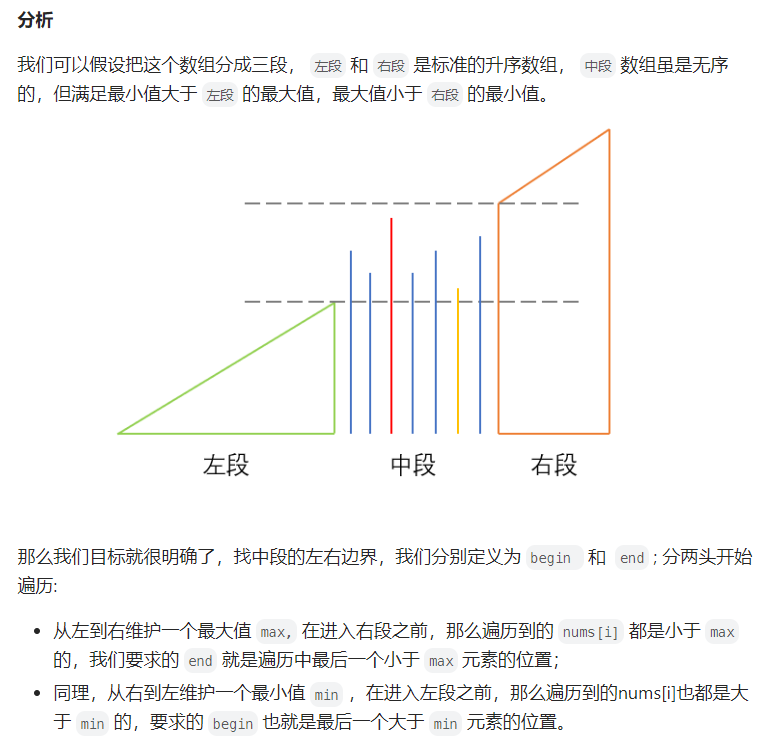 分析
我们可以假设把这个数组分成三段， 左段 和 右段 是标准的升序数组， 中段 数组虽是无序
的，但满足最小值大于 左段 的最大值，最大值小于 右段 的最小值。
左段 中段 右段
那么我们目标就很明确了，找中段的左右边界，我们分别定义为 begin 和 end ; 分两头开始
遍历:
• 从左到右维护一个最大值 max, 在进入右段之前，那么遍历到的 nums[i] 都是小于 max
的，我们要求的 end 就是遍历中最后一个小于 max 元素的位置；
• 同理，从右到左维护一个最小值 min ，在进入左段之前，那么遍历到的nums[i]也都是大
于 min 的，要求的 begin 也就是最后一个大于 min 元素的位置。